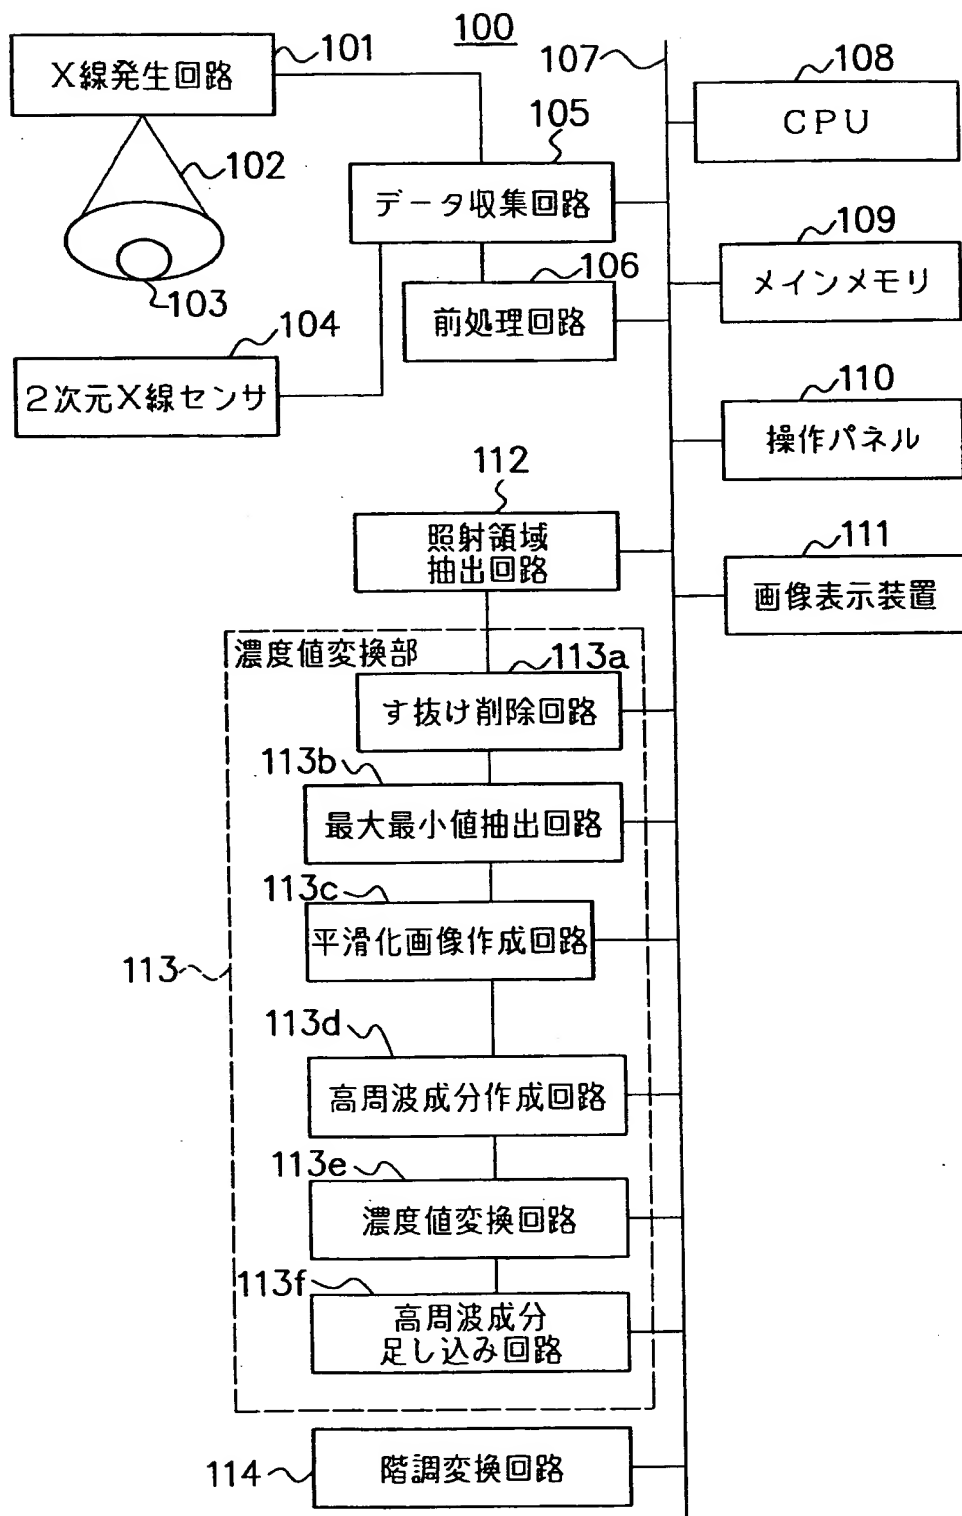 100
101
X線発生回路
102
103
104
2次元X線センサ
105
データ収集回路
106
前処理回路
107
108
CPU
109
メインメモリ
110
操作パネル
111
画像表示装置
112
照射領域
抽出回路
濃度値変換部
113
113a
す抜け削除回路
113b
最大最小値抽出回路
113c
平滑化画像作成回路
113d
高周波成分作成回路
113e
濃度値変換回路
113f
高周波成分
足し込み回路
114
階調変換回路